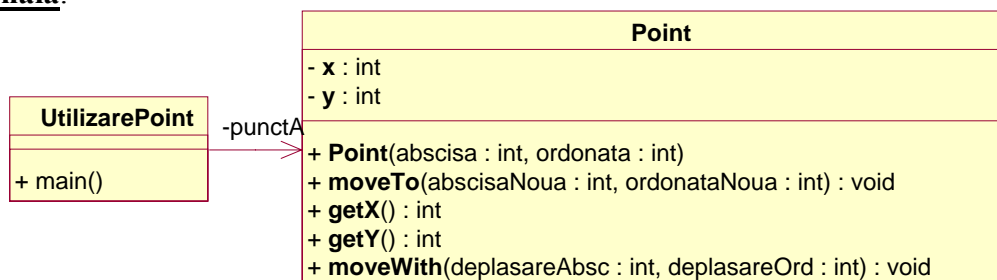 Point
- x : int
- y : int
UtilizarePoint
-punctA
+ main()
+ Point(abscisa : int, ordonata : int)
+ moveTo(abscisaNoua : int, ordonataNoua : int) : void
+ getX() : int
+ getY() : int
+ moveWith(deplasareAbsc : int, deplasareOrd : int) : void